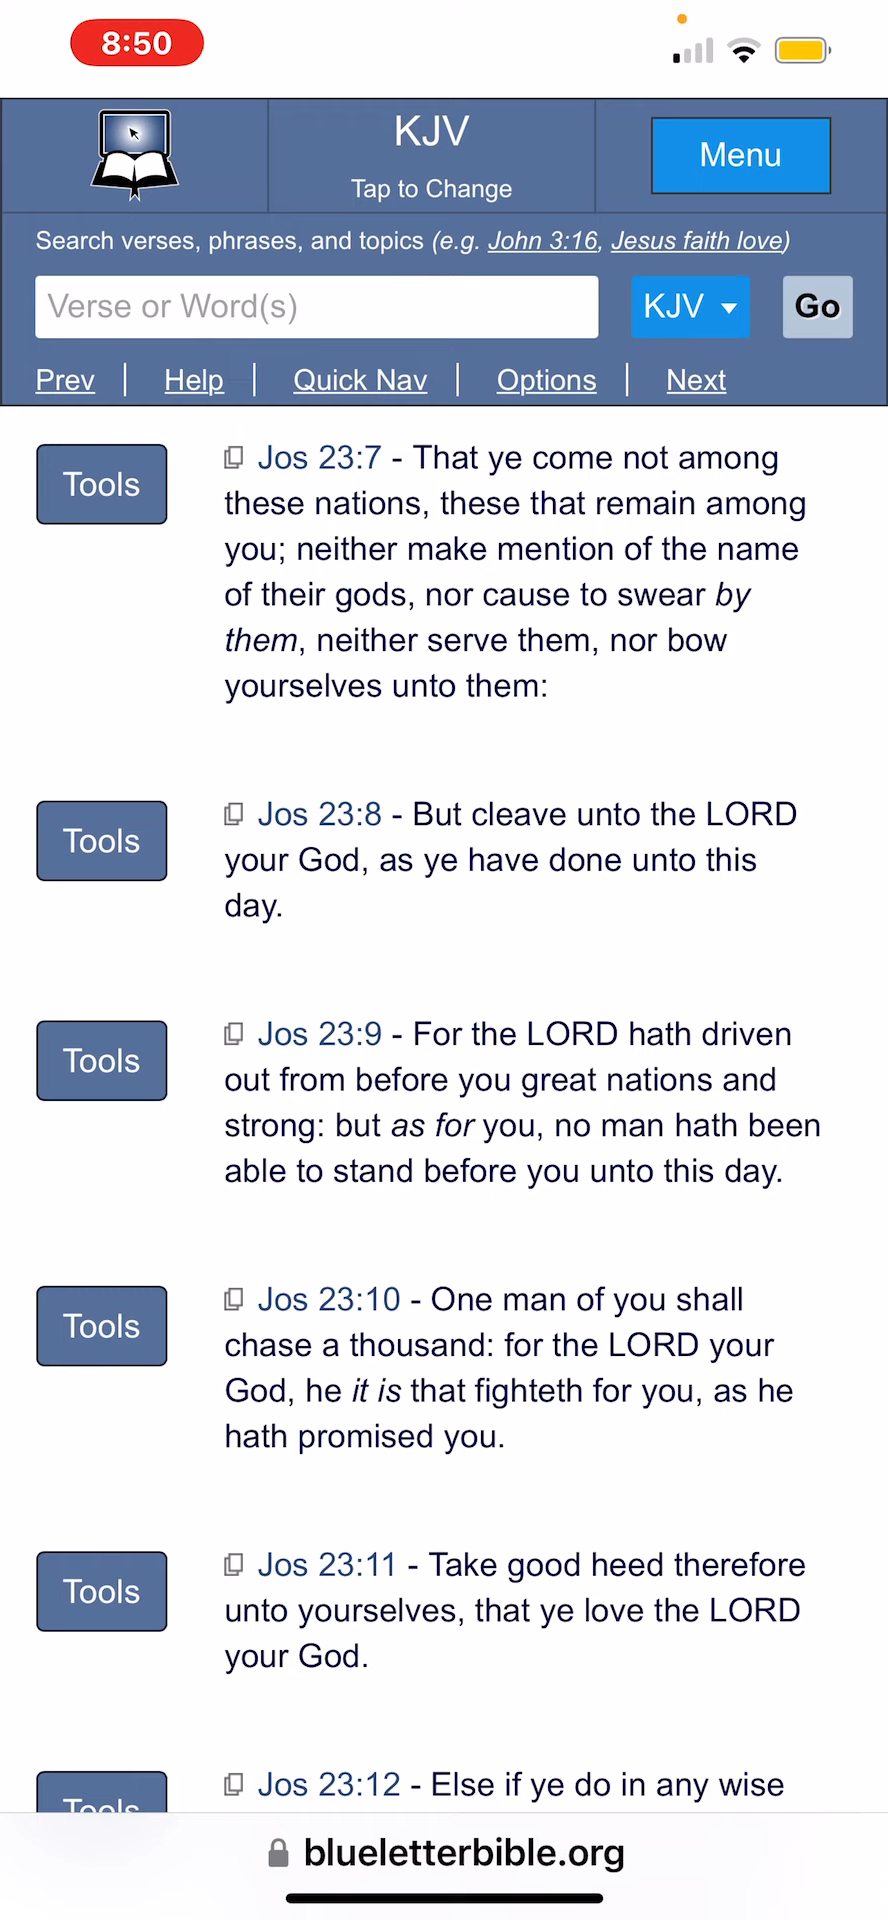 8:50
KJV
Tap to Change
Menu
Search verses, phrases, and topics (e.g. John 3:16, Jesus faith love)
Verse or Word(s)
KJV
Go
Prev | Help | Quick Nav | Options | Next
Tools
Jos 23:7 - That ye come not among
these nations, these that remain among
you; neither make mention of the name
of their gods, nor cause to swear by
them, neither serve them, nor bow
yourselves unto them:
Tools
Jos 23:8 - But cleave unto the LORD
your God, as ye have done unto this
day.
Tools
Jos 23:9 - For the LORD hath driven
out from before you great nations and
strong: but as for you, no man hath been
able to stand before you unto this day.
Tools
Jos 23:10 - One man of you shall
chase a thousand: for the LORD your
God, he it is that fighteth for you, as he
hath promised you.
Tools
Jos 23:11 - Take good heed therefore
unto yourselves, that ye love the LORD
your God.
Tools
Jos 23:12 - Else if ye do in any wise
blueletterbible.org